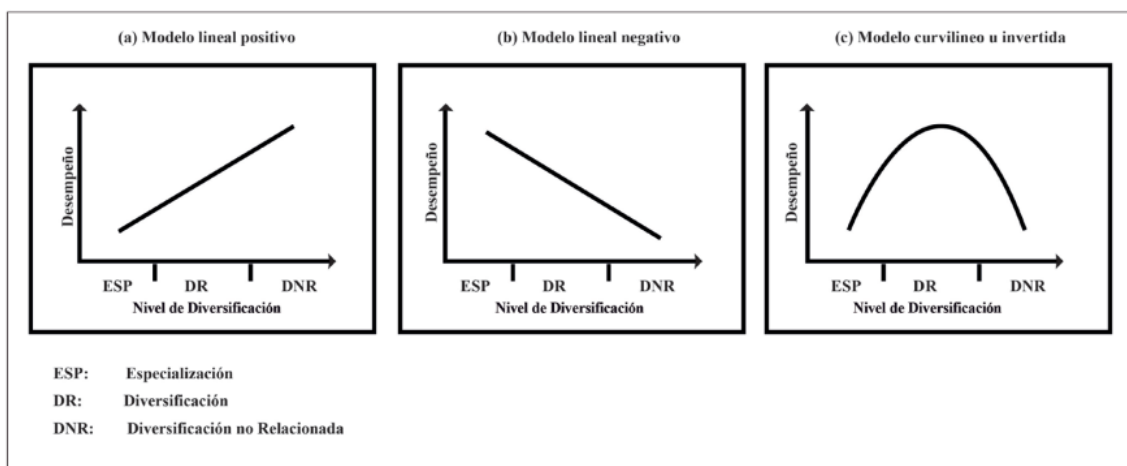 (a) Modelo lineal positivo
(b) Modelo lineal negativo
(c) Modelo curvilineo u invertida
Desempeño
ESP DR DNR
Nivel de Diversificación
Desempeño
ESP DR DNR
Nivel de Diversificación
Desempeño
ESP DR DNR
Nivel de Diversificación
ESP: Especialización
DR: Diversificación
DNR: Diversificación no Relacionada